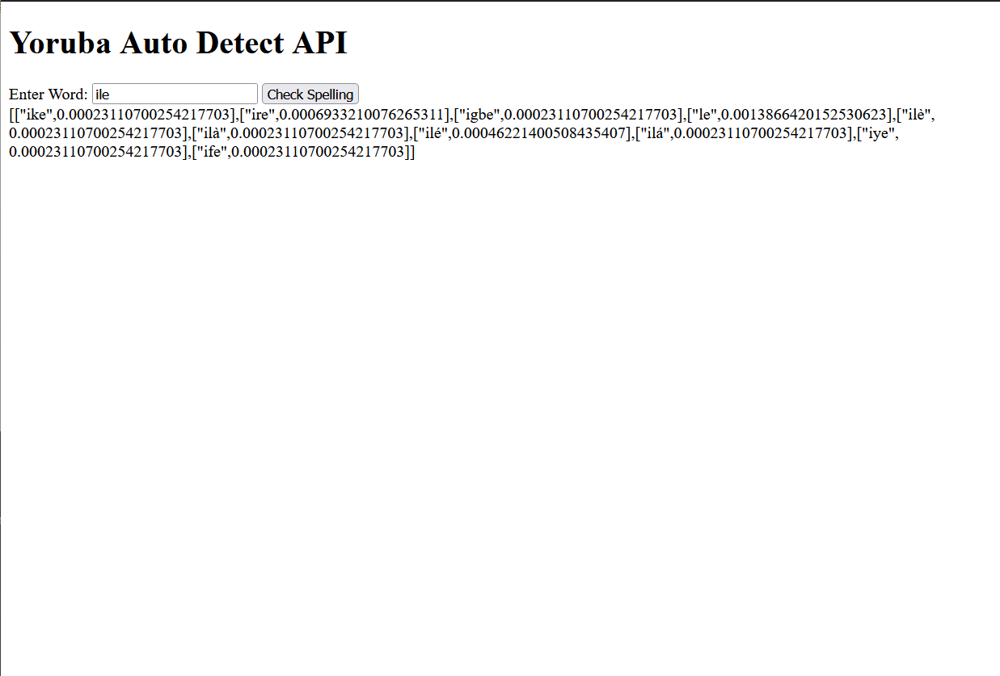 Yoruba Auto Detect API
Enter Word: ile Check Spelling
[["ike",0.00023110700254217703],["ire",0.0006933210076265311],["igbe",0.00023110700254217703],["le",0.0013866420152530623],["ilè",
0.00023110700254217703],["ilà",0.00023110700254217703],["ilé",0.00046221400508435407],["ilá",0.00023110700254217703],["iye",
0.00023110700254217703],["ife",0.00023110700254217703]]